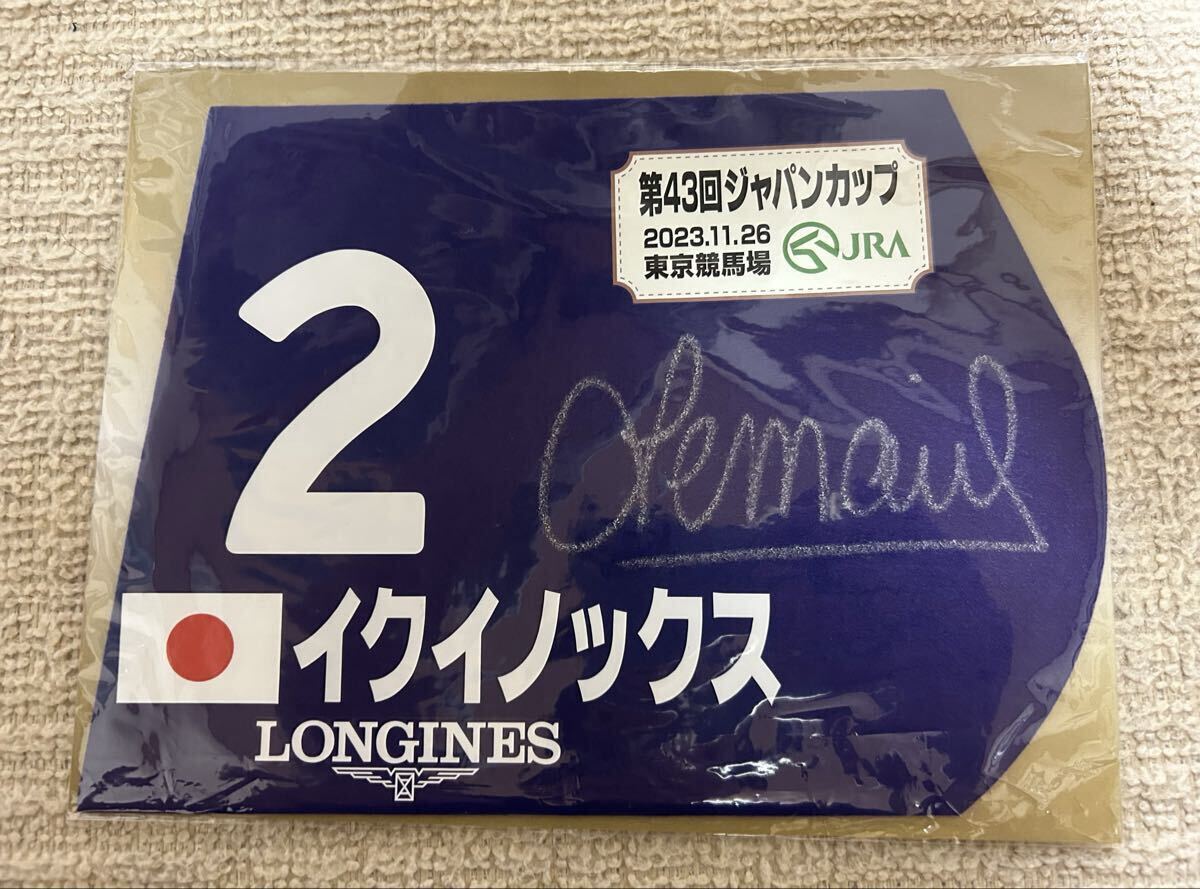 第43回ジャパンカップ
2023.11.26
東京競馬場
JRA
2
Lemaire
イクイノックス
LONGINES